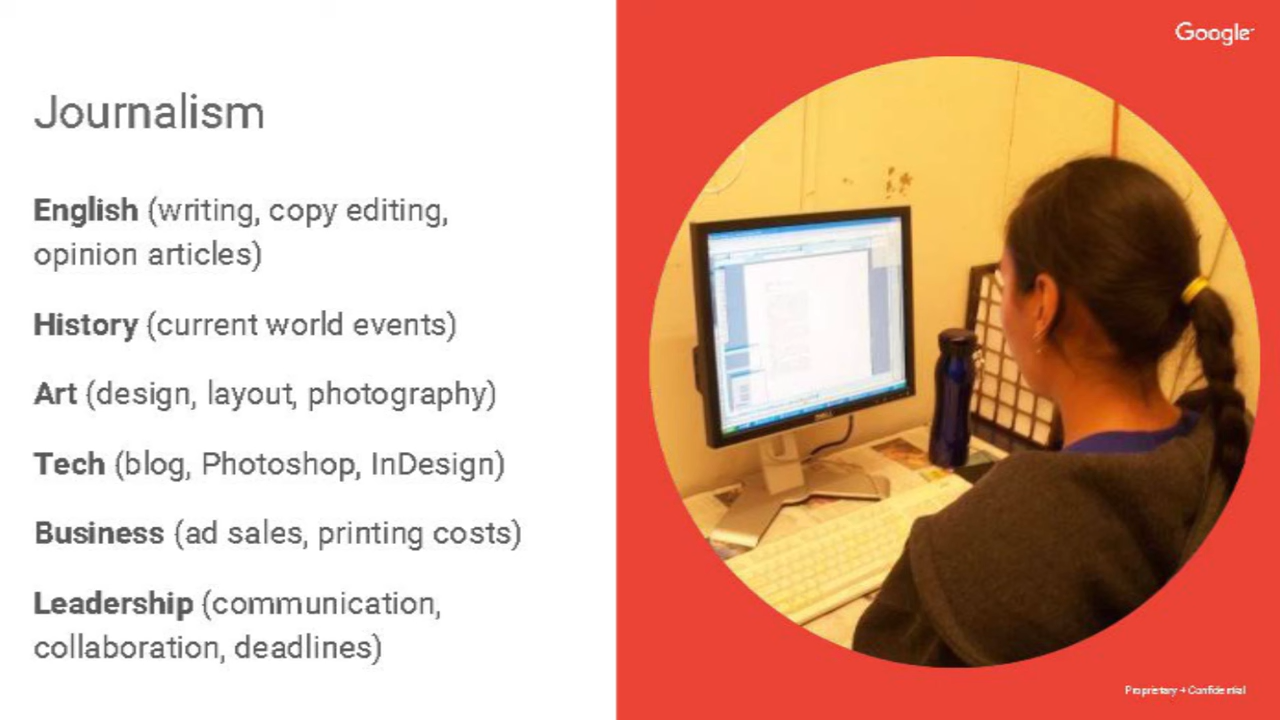 Google
Journalism
English (writing, copy editing,
opinion articles)
History (current world events)
Art (design, layout, photography)
Tech (blog, Photoshop, InDesign)
Business (ad sales, printing costs)
Leadership (communication,
collaboration, deadlines)
DELL
Proprietary + Confidential